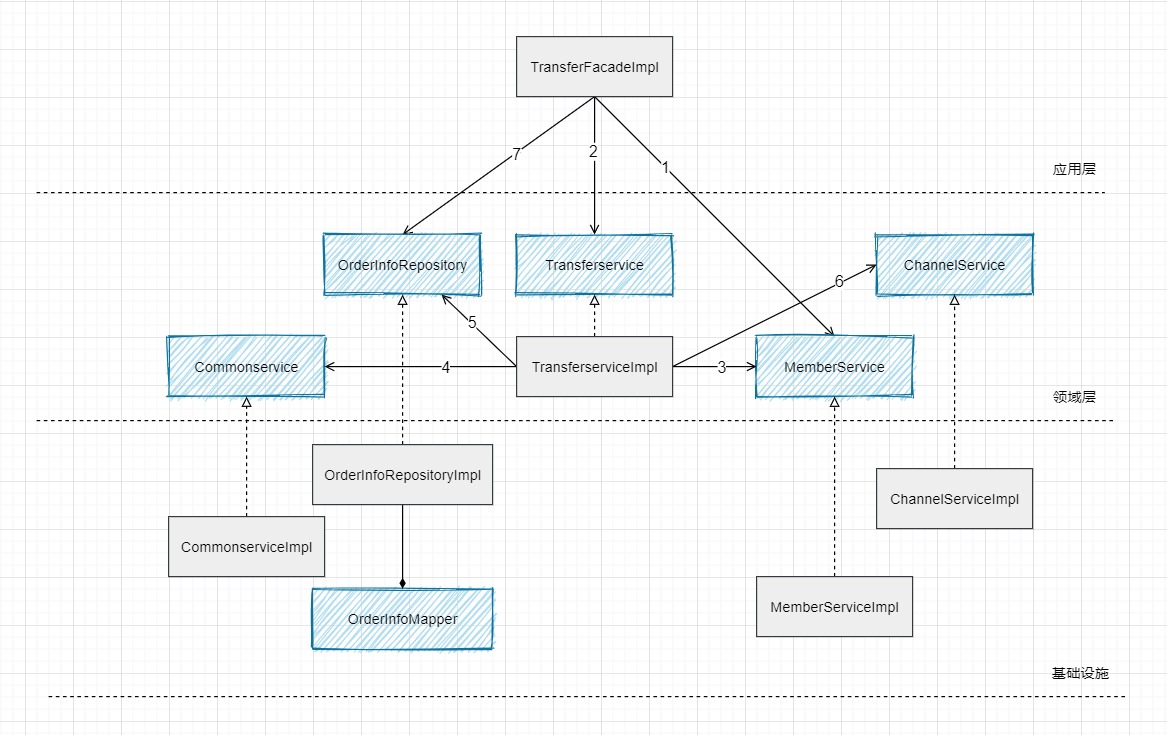 TransferFacadeImpl
7
2
1
应用层
OrderInfoRepository
Transferservice
ChannelService
6
5
Commonservice
4
TransferserviceImpl
3
MemberService
领域层
OrderInfoRepositoryImpl
ChannelServiceImpl
CommonserviceImpl
MemberServiceImpl
OrderInfoMapper
基础设施